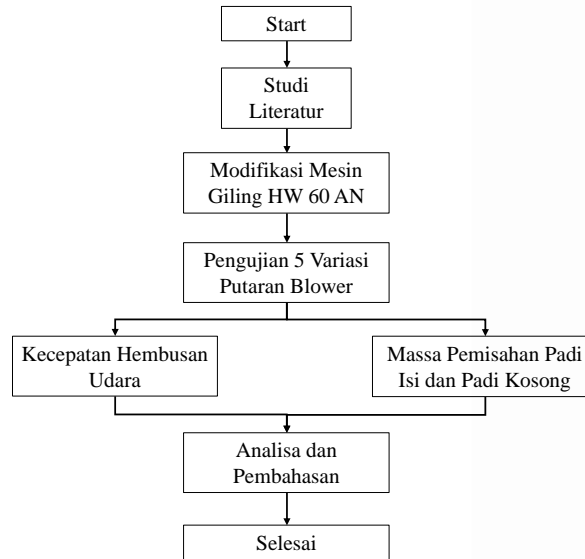 Start
Studi
Literatur
Modifikasi Mesin
Giling HW 60 AN
Pengujian 5 Variasi
Putaran Blower
Kecepatan Hembusan
Udara
Massa Pemisahan Padi
Isi dan Padi Kosong
Analisa dan
Pembahasan
Selesai